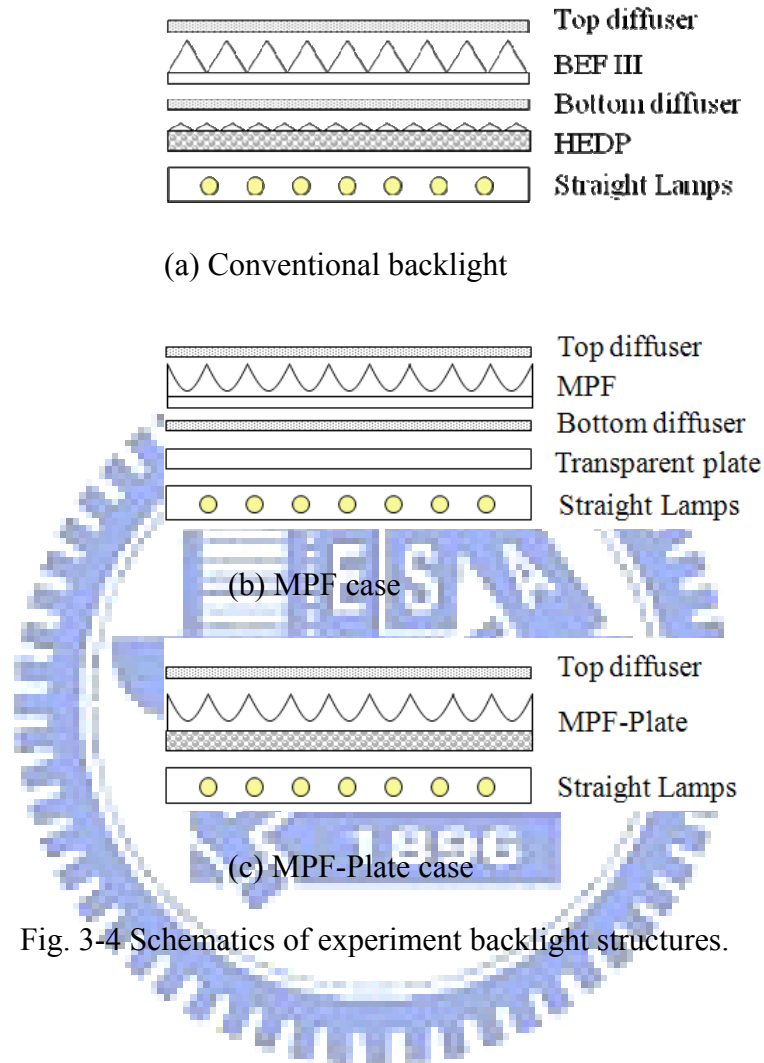 Top diffuser
BEF III
Bottom diffuser
HEDP
Straight Lamps
(a) Conventional backlight
Top diffuser
MPF
Bottom diffuser
Transparent plate
Straight Lamps
(b) MPF case
E S A
Top diffuser
MPF-Plate
Straight Lamps
1896
(c) MPF-Plate case
Fig. 3-4 Schematics of experiment backlight structures.